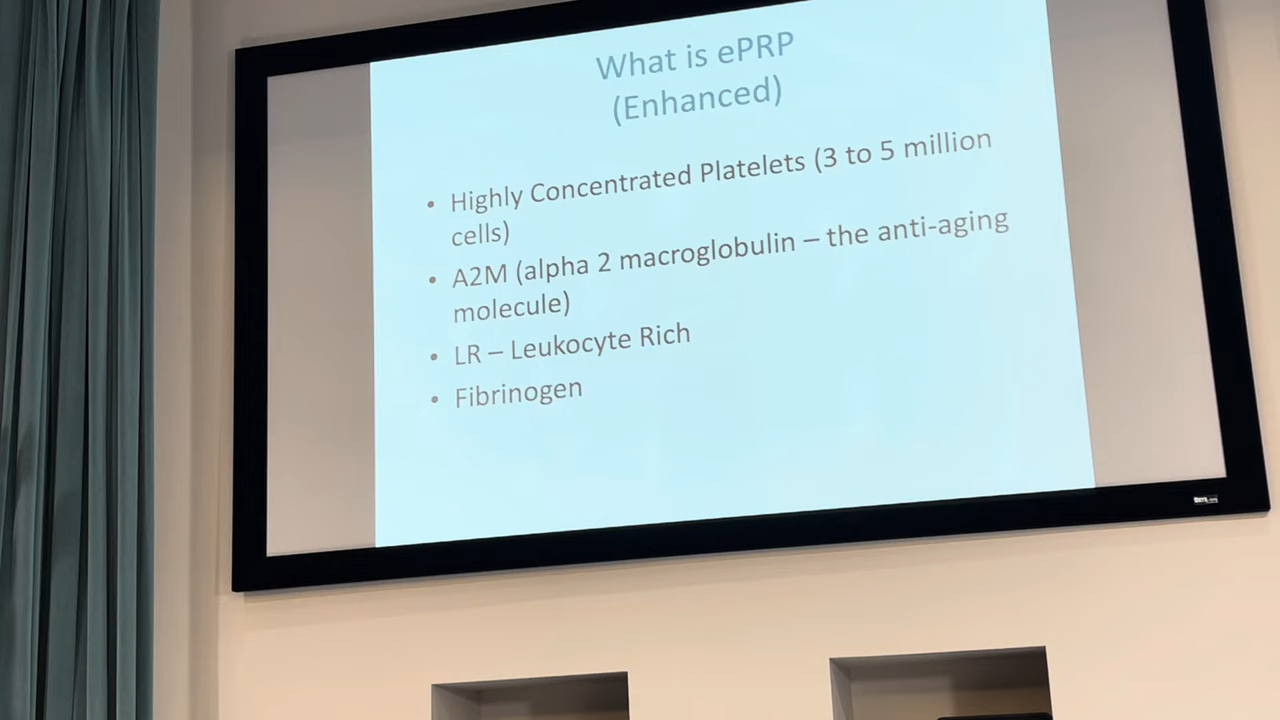 What is ePRP
(Enhanced)
• Highly Concentrated Platelets (3 to 5 million
cells)
• A2M (alpha 2 macroglobulin – the anti-aging
molecule)
• LR – Leukocyte Rich
• Fibrinogen